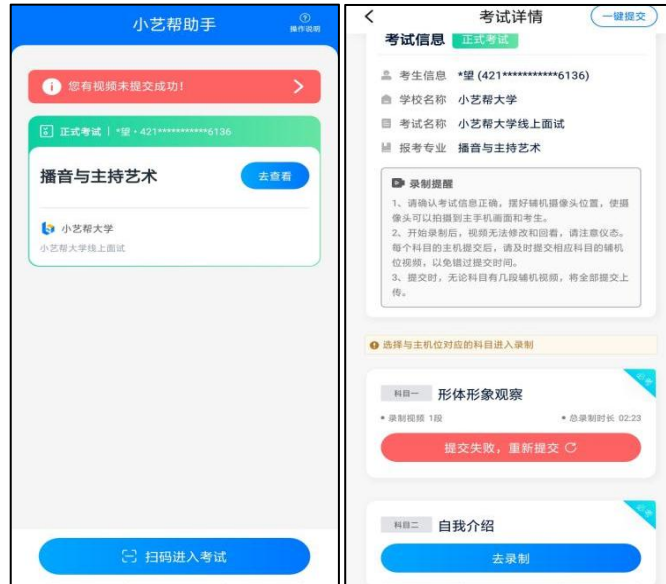 小艺帮助手
操作说明
您有视频未提交成功!
正式考试 | *望·421************6136
播音与主持艺术
去查看
小艺帮大学
小艺帮大学线上面试
扫码进入考试
考试详情
一键提交
考试信息 正式考试
考生信息 *望 (421************6136)
学校名称 小艺帮大学
考试名称 小艺帮大学线上面试
报考专业 播音与主持艺术
录制提醒
1、请确认考试信息正确,摆好辅机摄像头位置,使摄
像头可以拍摄到主手机画面和考生。
2、开始录制后,视频无法修改和回看,请注意仪态。
每个科目的主机提交后,请及时提交相应科目的辅机
位视频,以免错过提交时间。
3、提交时,无论科目有几段辅机视频,将全部提交上
传。
选择与主机位对应的科目进入录制
科目一 形体形象观察
• 录制视频 1段
• 总录制时长 02:23
提交失败,重新提交
科目二 自我介绍
去录制